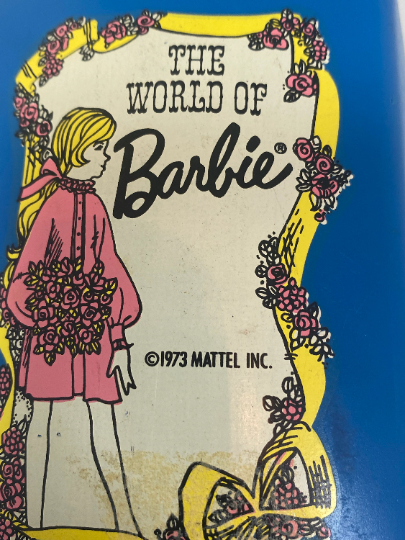 THE
WORLD OF
Barbie®
©1973 MATTEL INC.